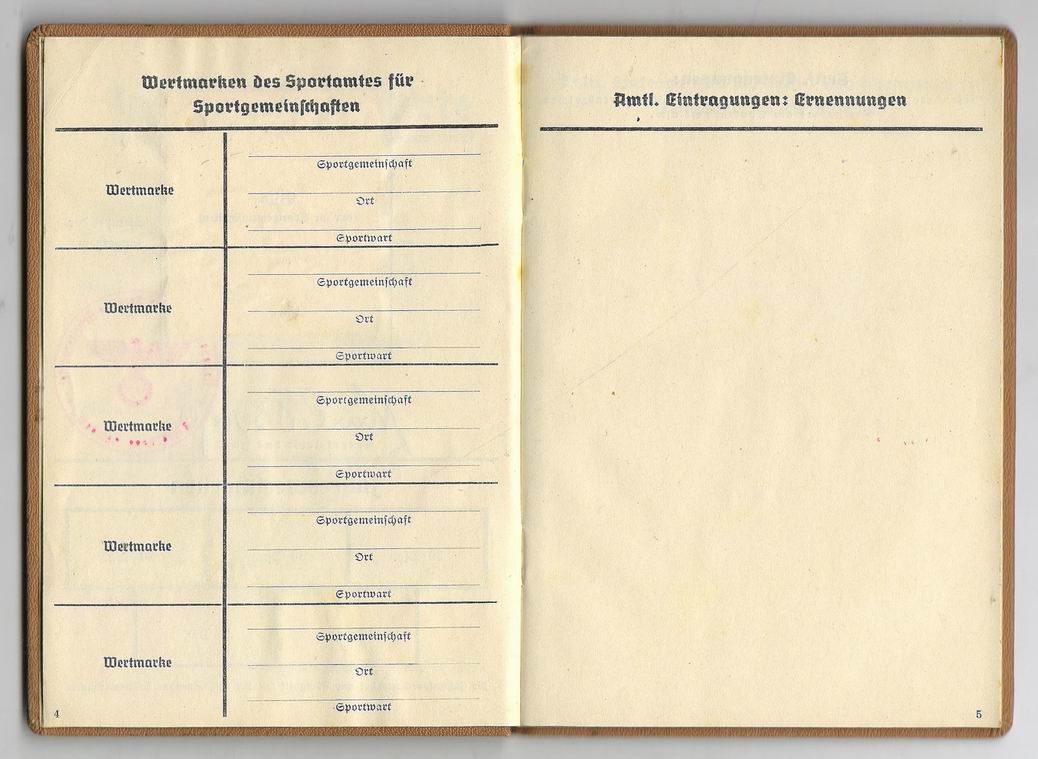 Wertmarken des Sportamtes für
Sportgemeinschaften
Wertmarke
Sportgemeinschaft
Ort
Sportwart
Wertmarke
Sportgemeinschaft
Ort
Sportwart
Wertmarke
Sportgemeinschaft
Ort
Sportwart
Wertmarke
Sportgemeinschaft
Ort
Sportwart
Wertmarke
Sportgemeinschaft
Ort
Sportwart
4
Amtl. Eintragungen: Ernennungen
5